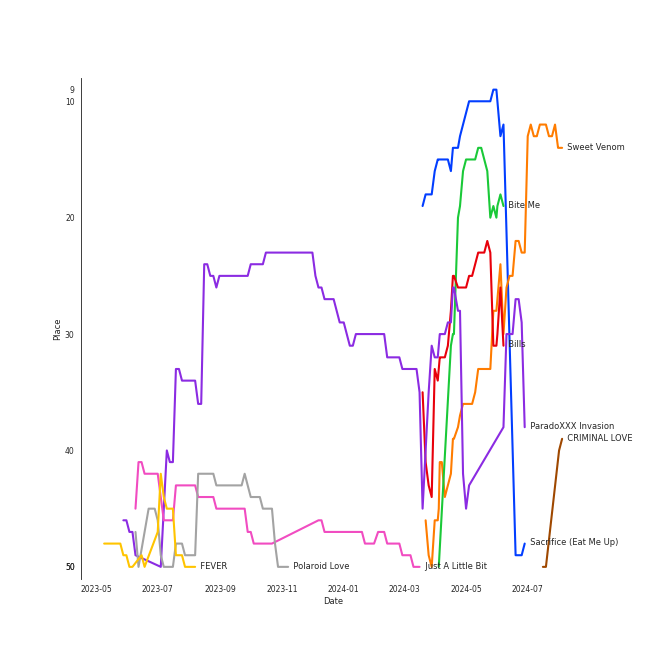 9
10
Sweet Venom
20
Bite Me
Place
30
Bills
ParadoXXX Invasion
CRIMINAL LOVE
40
Sacrifice (Eat Me Up)
50
FEVER
Polaroid Love
Just A Little Bit
2023-05
2023-07
2023-09
2023-11
2024-01
2024-03
2024-05
2024-07
Date